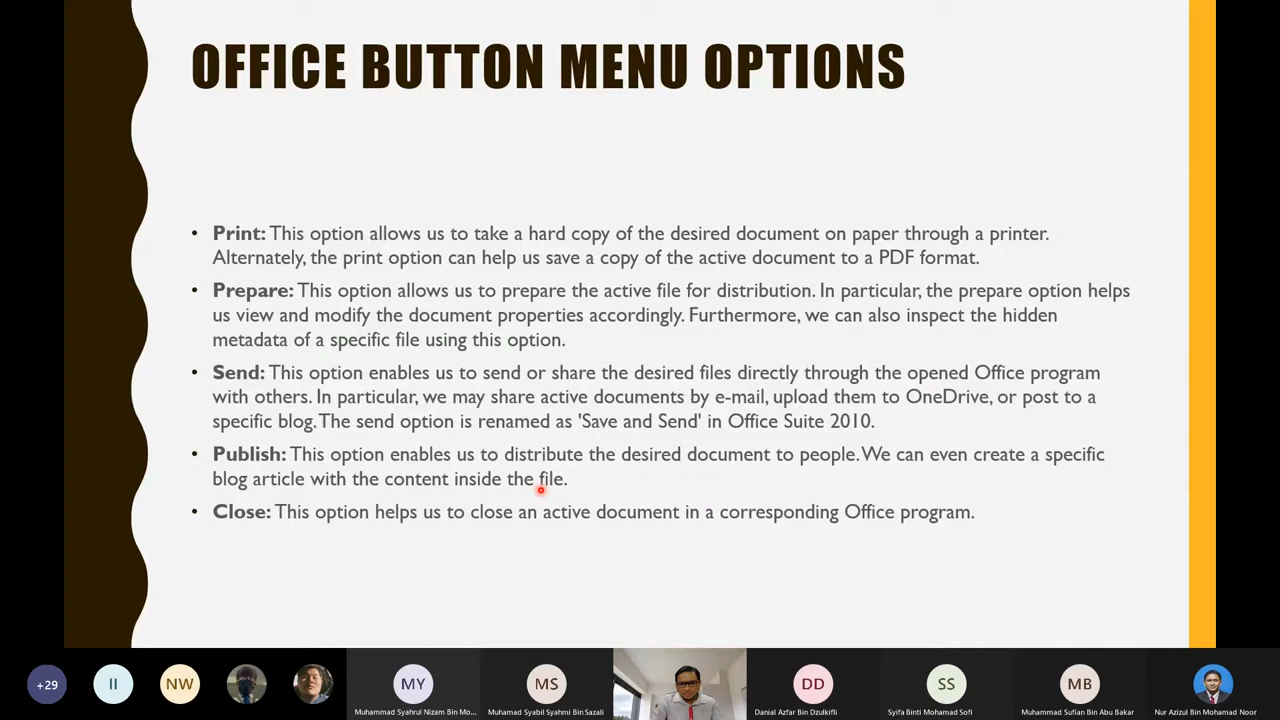 OFFICE BUTTON MENU OPTIONS
• Print: This option allows us to take a hard copy of the desired document on paper through a printer.
Alternately, the print option can help us save a copy of the active document to a PDF format.
• Prepare: This option allows us to prepare the active file for distribution. In particular, the prepare option helps
us view and modify the document properties accordingly. Furthermore, we can also inspect the hidden
metadata of a specific file using this option.
• Send: This option enables us to send or share the desired files directly through the opened Office program
with others. In particular, we may share active documents by e-mail, upload them to OneDrive, or post to a
specific blog. The send option is renamed as 'Save and Send' in Office Suite 2010.
• Publish: This option enables us to distribute the desired document to people. We can even create a specific
blog article with the content inside the file.
• Close: This option helps us to close an active document in a corresponding Office program.
+29
II
NW
MY
MS
DD
SS
MB
Muhammad Syahrul Nizam Bin Mo...
Muhamad Syabil Syahmi Bin Sazali
Danial Azfar Bin Dzulkifli
Syifa Binti Mohamad Sofi
Muhammad Sufian Bin Abu Bakar
Nur Azizul Bin Mohamad Noor